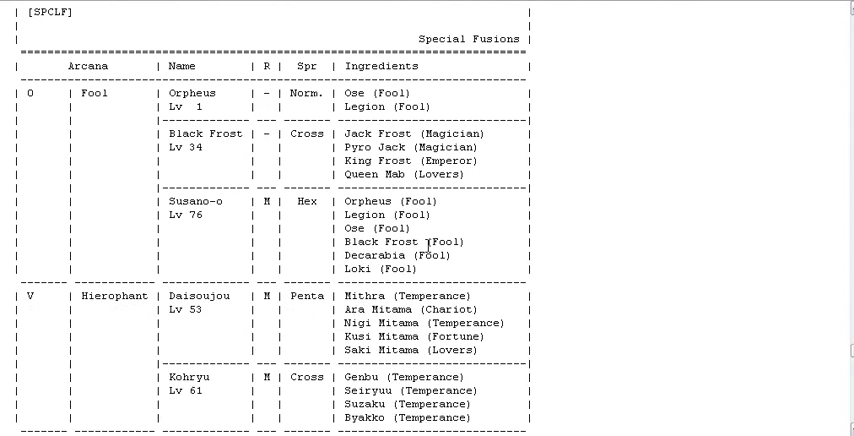 [SPCLF]
Special Fusions
Arcana | Name | R | Spr | Ingredients
0 | Fool | Orpheus | - | Norm. | Ose (Fool)
Lv 1 | Legion (Fool)
Black Frost | - | Cross | Jack Frost (Magician)
Lv 34 | Pyro Jack (Magician)
King Frost (Emperor)
Queen Mab (Lovers)
Susano-o | M | Hex | Orpheus (Fool)
Lv 76 | Legion (Fool)
Ose (Fool)
Black Frost (Fool)
Decarabia (Fool)
Loki (Fool)
V | Hierophant | Daisoujou | M | Penta | Mithra (Temperance)
Lv 53 | Ara Mitama (Chariot)
Nigi Mitama (Temperance)
Kusi Mitama (Fortune)
Saki Mitama (Lovers)
Kohryu | M | Cross | Genbu (Temperance)
Lv 61 | Seiryuu (Temperance)
Suzaku (Temperance)
Byakko (Temperance)